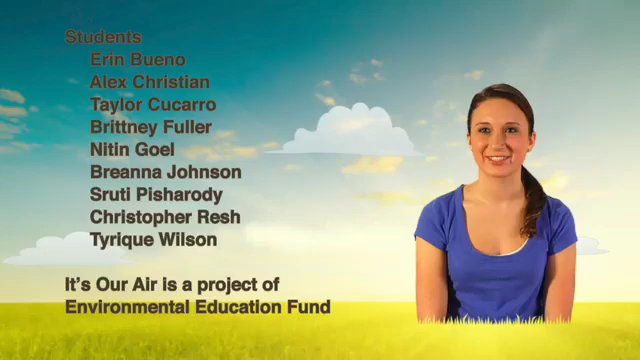 Students
Erin Bueno
Alex Christian
Taylor Cucarro
Brittney Fuller
Nitin Goel
Breanna Johnson
Sruti Pisharody
Christopher Resh
Tyrique Wilson
It's Our Air is a project of
Environmental Education Fund